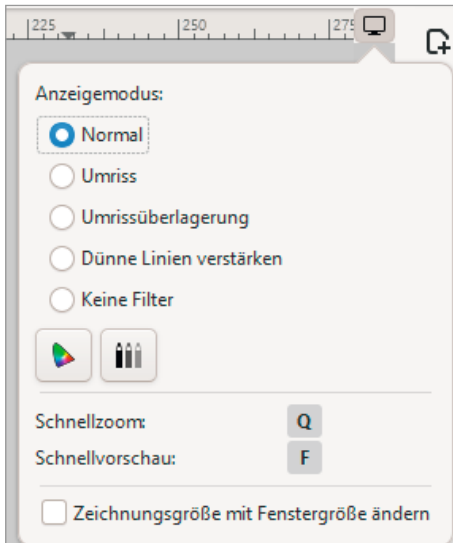 225 250 275
Anzeigemodus:
Normal
Umriss
Umrissüberlagerung
Dünne Linien verstärken
Keine Filter
Schnellzoom: Q
Schnellvorschau: F
Zeichnungsgröße mit Fenstergröße ändern